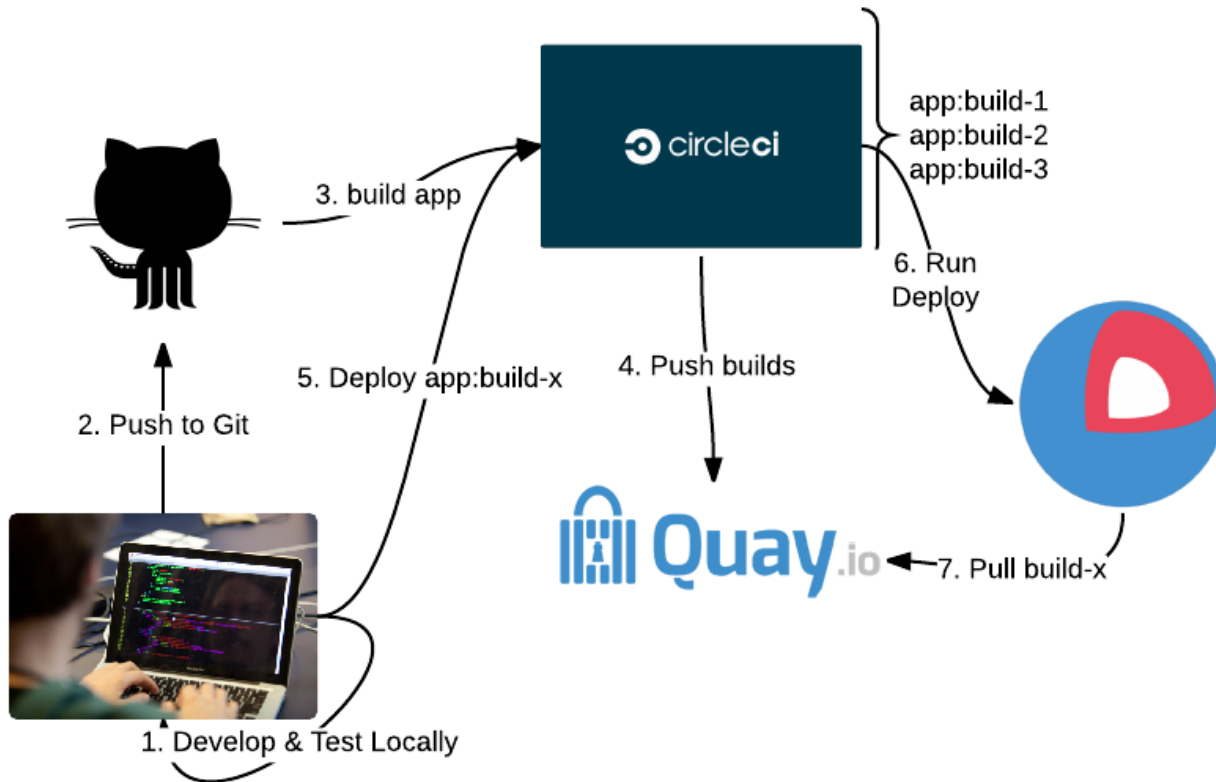 circleci
app:build-1
app:build-2
app:build-3
3. build app
6. Run
Deploy
5. Deploy app:build-x
4. Push builds
2. Push to Git
Quay.io
7. Pull build-x
1. Develop & Test Locally